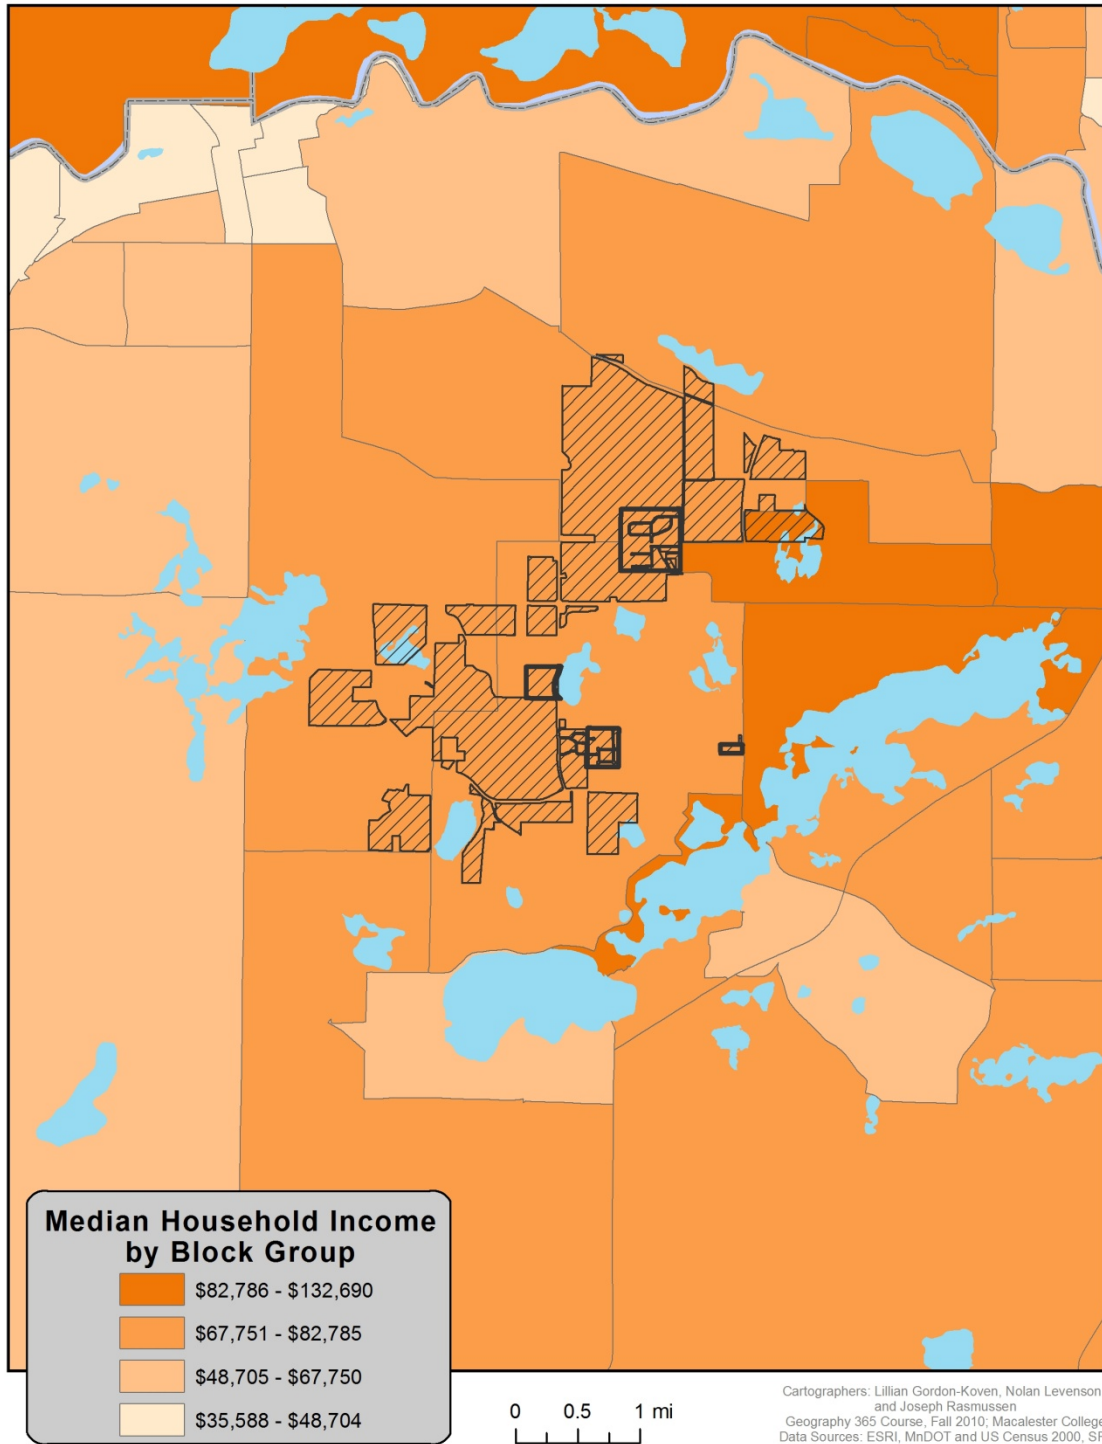 Median Household Income
by Block Group
$82,786 - $132,690
$67,751 - $82,785
$48,705 - $67,750
$35,588 - $48,704
0 0.5 1 mi
Cartographers: Lillian Gordon-Koven, Nolan Levenson
and Joseph Rasmussen
Geography 365 Course, Fall 2010; Macalester College
Data Sources: ESRI, MnDOT and US Census 2000,